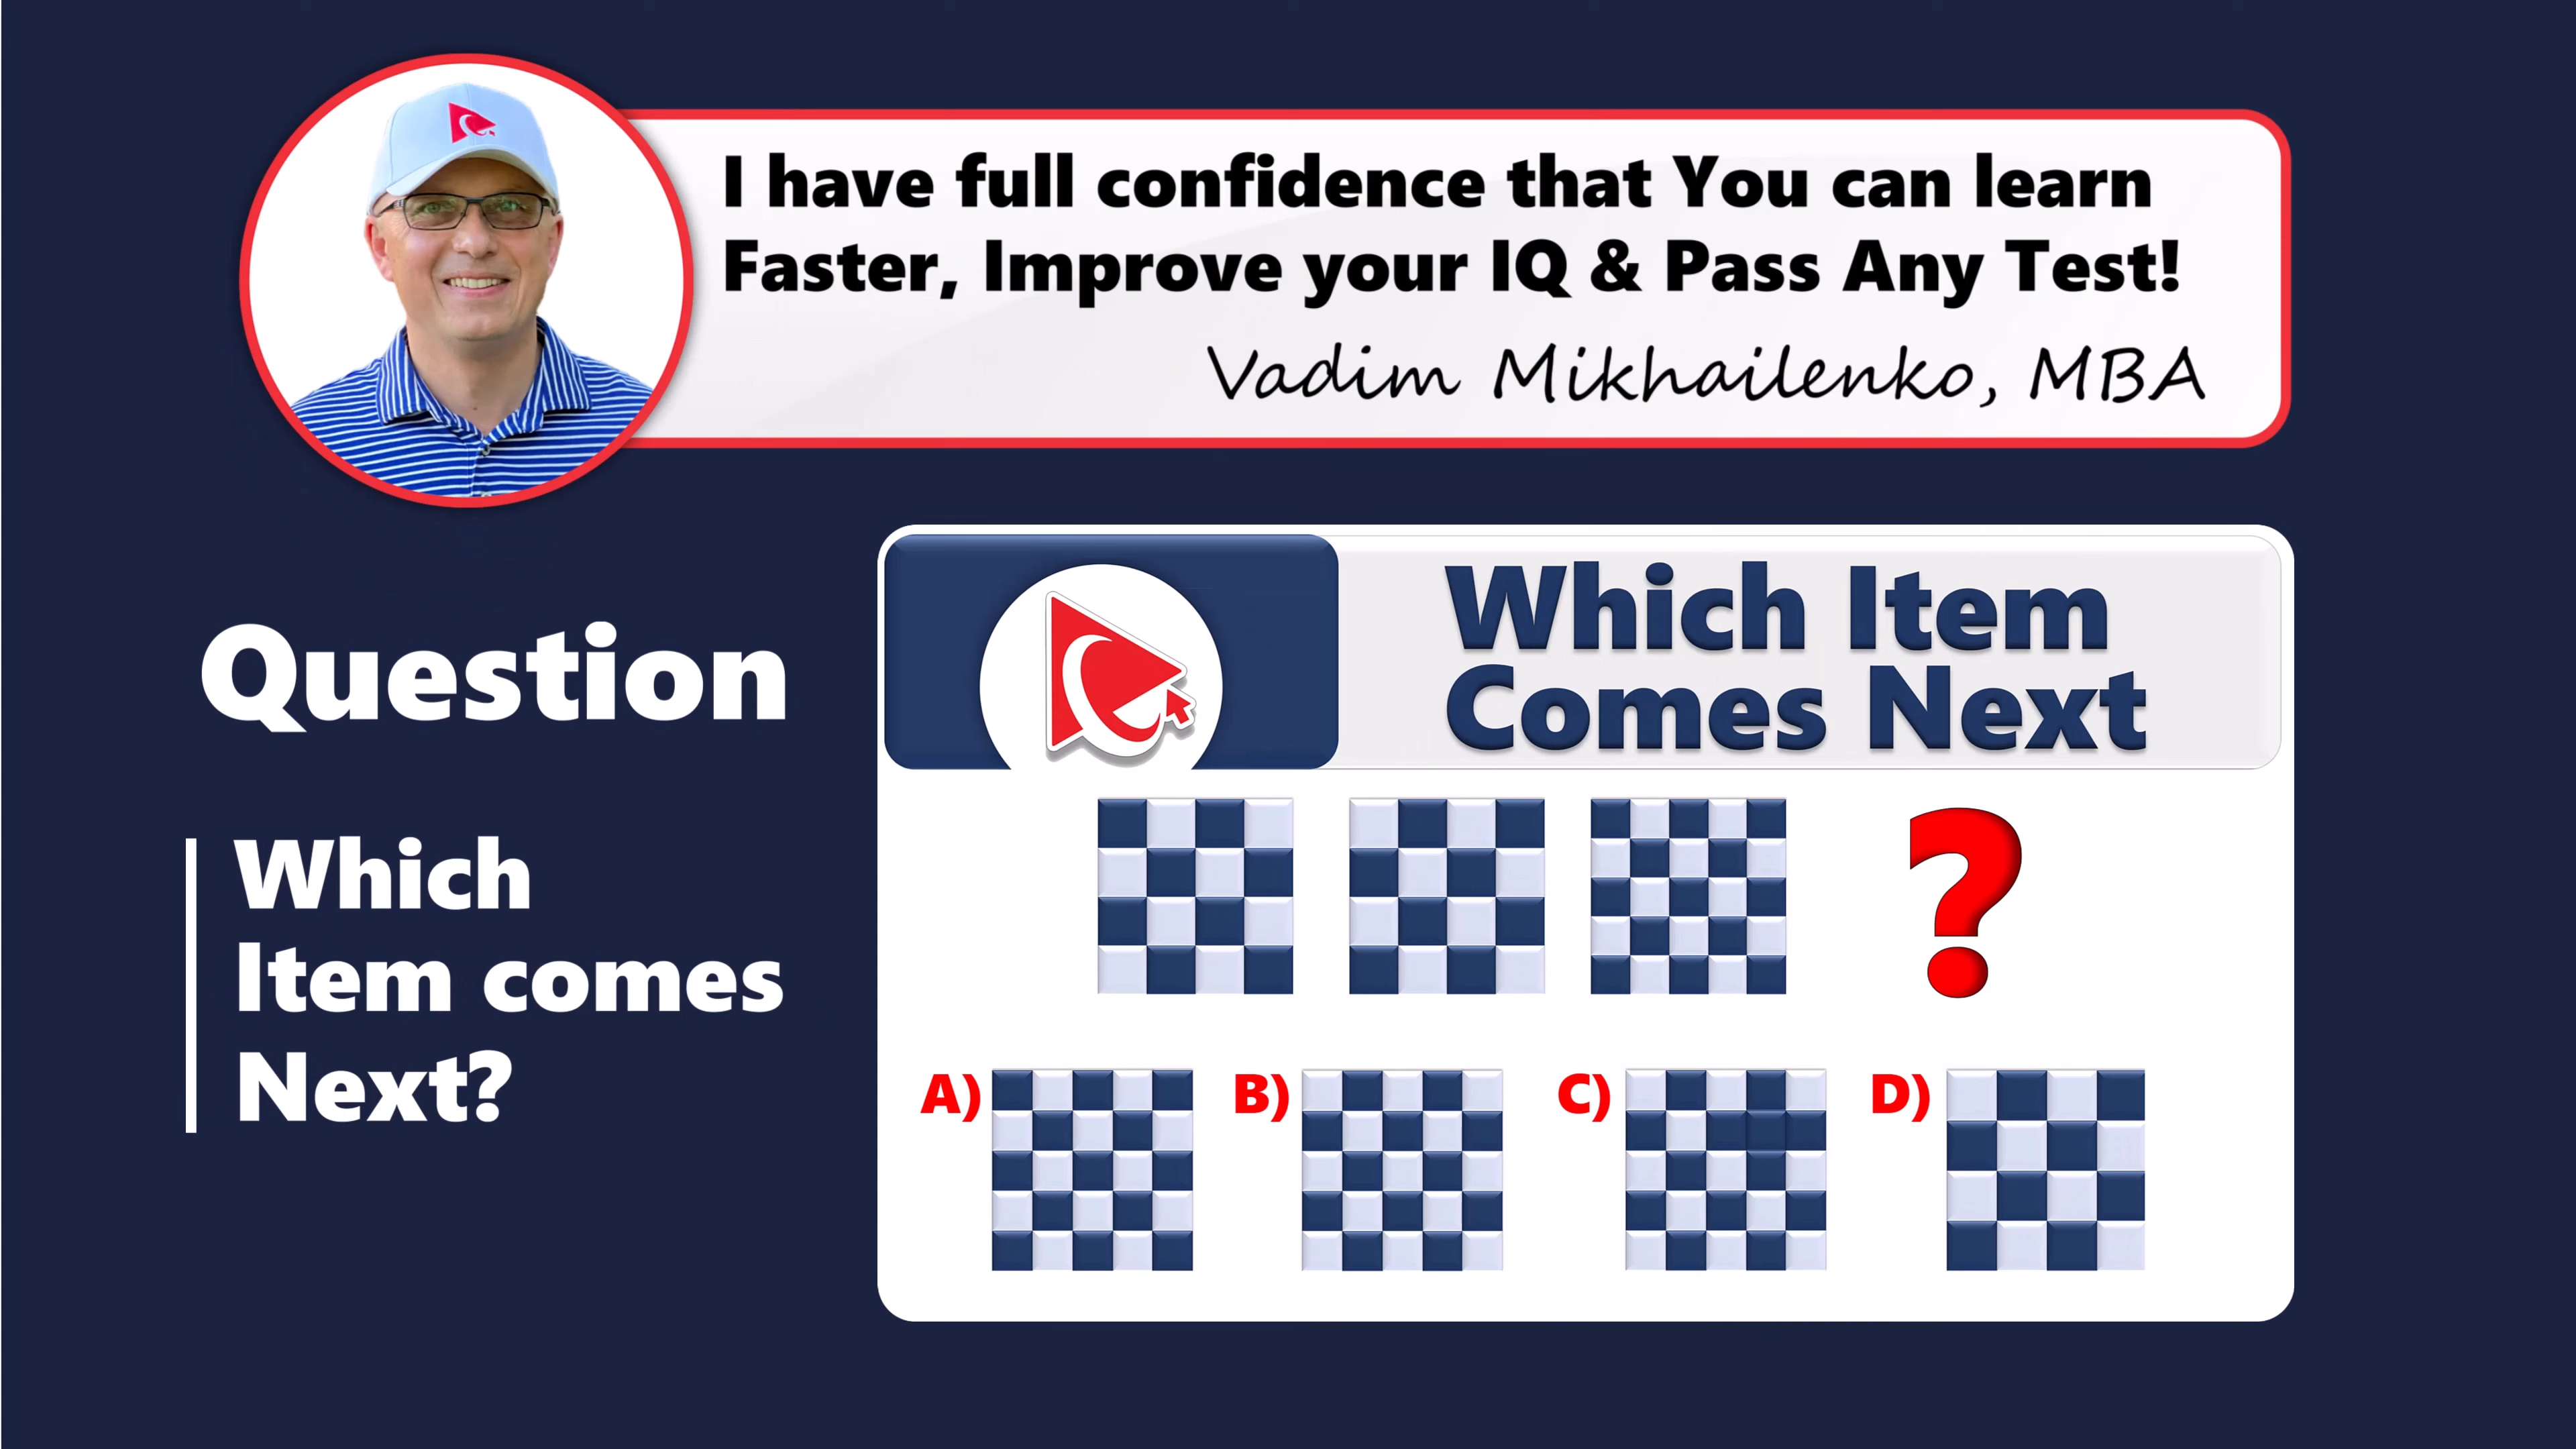 I have full confidence that You can learn
Faster, Improve your IQ & Pass Any Test!
Vadim Mikhailenko, MBA
Question
Which
Item comes
Next?
Which Item
Comes Next
?
A)
B)
C)
D)